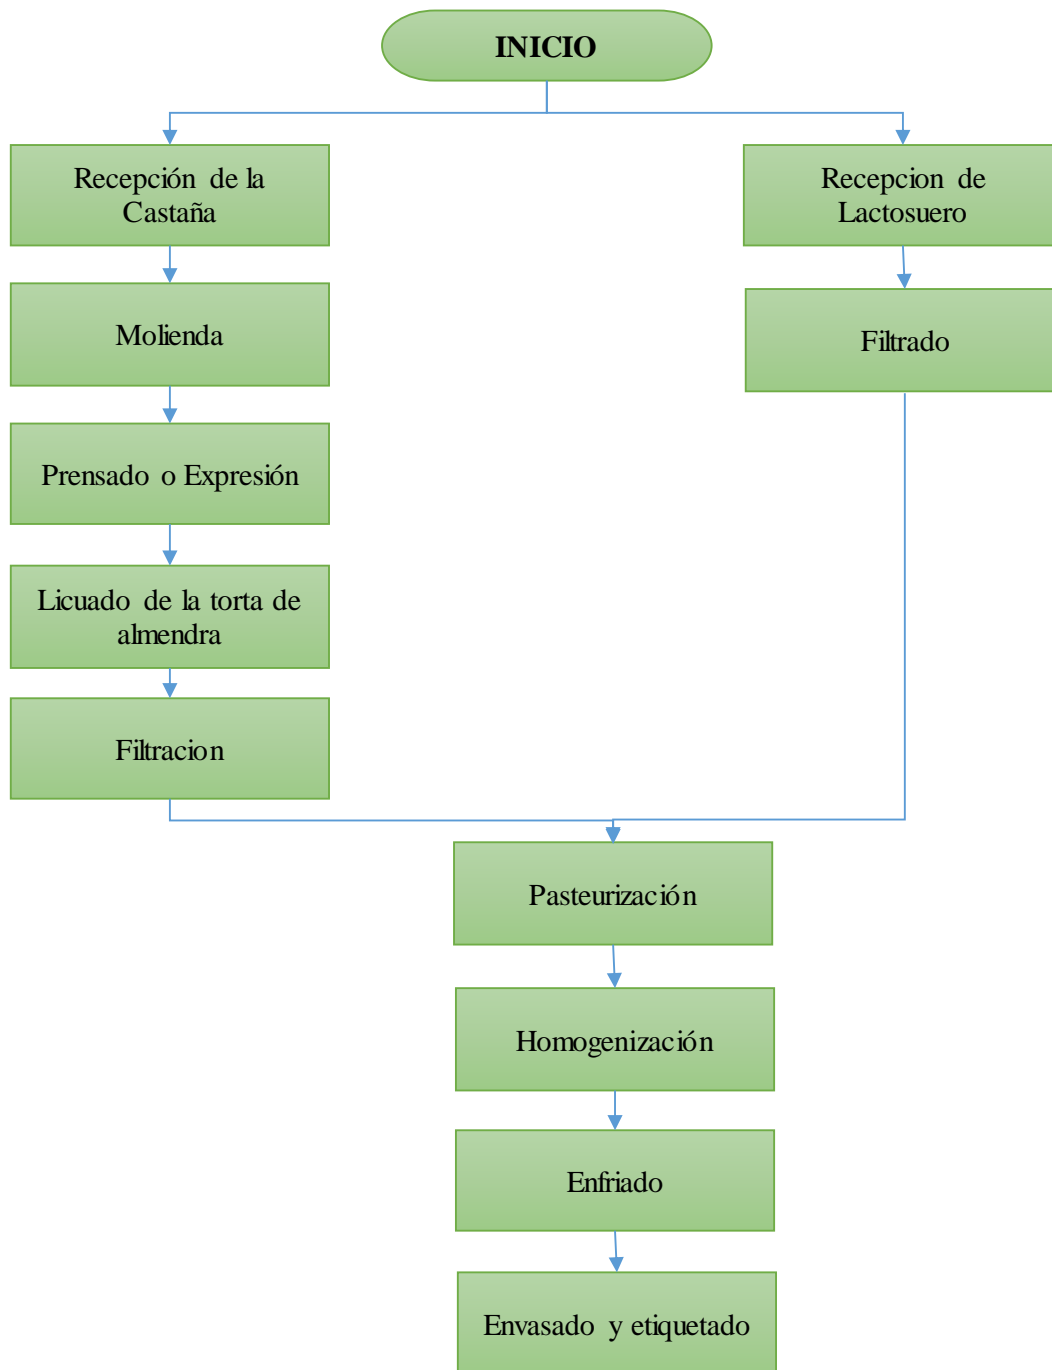 INICIO
Recepción de la
Castaña
Molienda
Prensado o Expresión
Licuado de la torta de
almendra
Filtracion
Recepcion de
Lactosuero
Filtrado
Pasteurización
Homogenización
Enfriado
Envasado y etiquetado